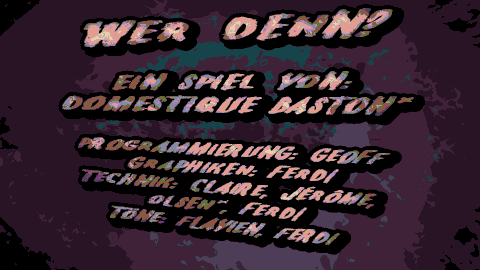 WER DENN?
EIN SPIEL VON:
DOMESTIQUE BASTON~
PROGRAMMIERUNG: GEOFF
GRAPHIKEN: FERDI
TECHNIK: CLAIRE, JÉRÔME,
OLSEN~, FERDI
TÖNE: FLAVIEN, FERDI